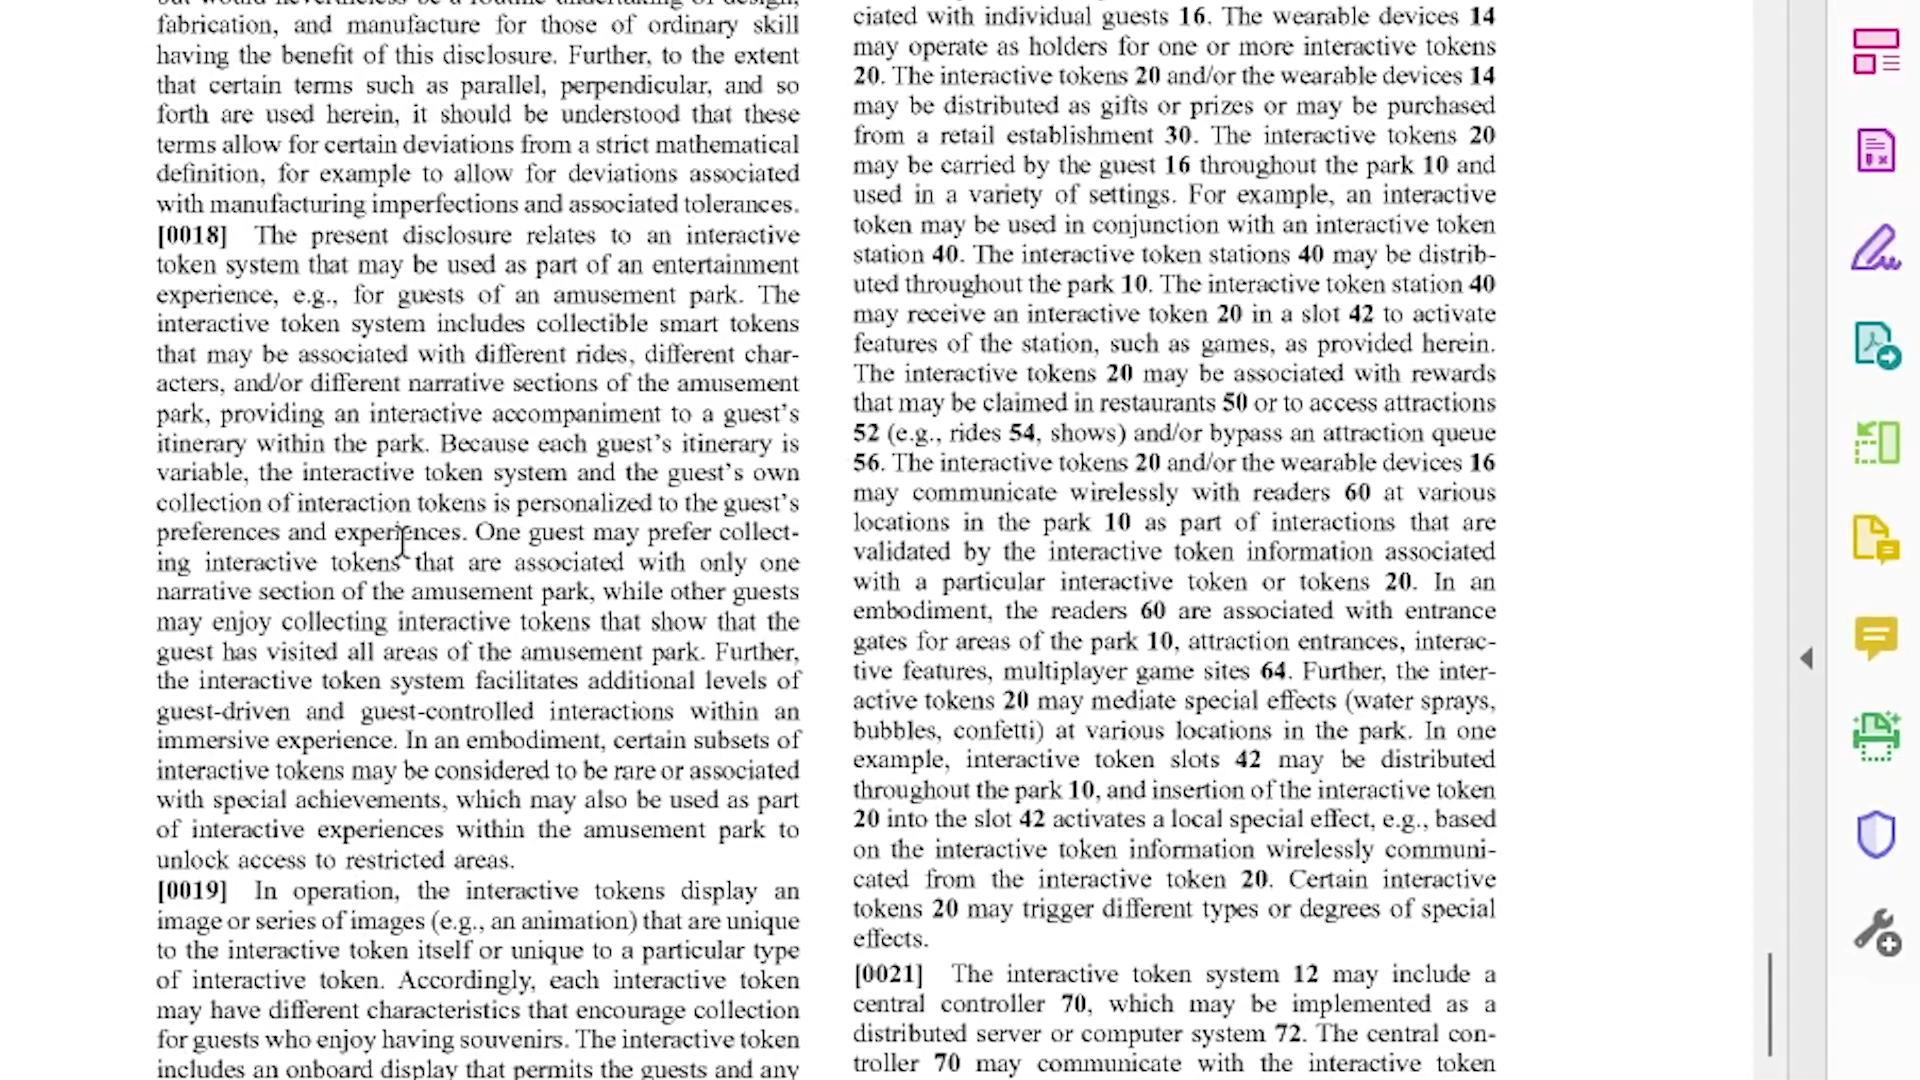 but would nevertheless be a routine undertaking of design,
fabrication, and manufacture for those of ordinary skill
having the benefit of this disclosure. Further, to the extent
that certain terms such as parallel, perpendicular, and so
forth are used herein, it should be understood that these
terms allow for certain deviations from a strict mathematical
definition, for example to allow for deviations associated
with manufacturing imperfections and associated tolerances.
[0018] The present disclosure relates to an interactive
token system that may be used as part of an entertainment
experience, e.g., for guests of an amusement park. The
interactive token system includes collectible smart tokens
that may be associated with different rides, different char-
acters, and/or different narrative sections of the amusement
park, providing an interactive accompaniment to a guest's
itinerary within the park. Because each guest's itinerary is
variable, the interactive token system and the guest's own
collection of interaction tokens is personalized to the guest's
preferences and experiences. One guest may prefer collect-
ing interactive tokens that are associated with only one
narrative section of the amusement park, while other guests
may enjoy collecting interactive tokens that show that the
guest has visited all areas of the amusement park. Further,
the interactive token system facilitates additional levels of
guest-driven and guest-controlled interactions within an
immersive experience. In an embodiment, certain subsets of
interactive tokens may be considered to be rare or associated
with special achievements, which may also be used as part
of interactive experiences within the amusement park to
unlock access to restricted areas.
[0019] In operation, the interactive tokens display an
image or series of images (e.g., an animation) that are unique
to the interactive token itself or unique to a particular type
of interactive token. Accordingly, each interactive token
may have different characteristics that encourage collection
for guests who enjoy having souvenirs. The interactive token
includes an onboard display that permits the guests and any
ciated with individual guests 16. The wearable devices 14
may operate as holders for one or more interactive tokens
20. The interactive tokens 20 and/or the wearable devices 14
may be distributed as gifts or prizes or may be purchased
from a retail establishment 30. The interactive tokens 20
may be carried by the guest 16 throughout the park 10 and
used in a variety of settings. For example, an interactive
token may be used in conjunction with an interactive token
station 40. The interactive token stations 40 may be distrib-
uted throughout the park 10. The interactive token station 40
may receive an interactive token 20 in a slot 42 to activate
features of the station, such as games, as provided herein.
The interactive tokens 20 may be associated with rewards
that may be claimed in restaurants 50 or to access attractions
52 (e.g., rides 54, shows) and/or bypass an attraction queue
56. The interactive tokens 20 and/or the wearable devices 16
may communicate wirelessly with readers 60 at various
locations in the park 10 as part of interactions that are
validated by the interactive token information associated
with a particular interactive token or tokens 20. In an
embodiment, the readers 60 are associated with entrance
gates for areas of the park 10, attraction entrances, interac-
tive features, multiplayer game sites 64. Further, the inter-
active tokens 20 may mediate special effects (water sprays,
bubbles, confetti) at various locations in the park. In one
example, interactive token slots 42 may be distributed
throughout the park 10, and insertion of the interactive token
20 into the slot 42 activates a local special effect, e.g., based
on the interactive token information wirelessly communi-
cated from the interactive token 20. Certain interactive
tokens 20 may trigger different types or degrees of special
effects.
[0021] The interactive token system 12 may include a
central controller 70, which may be implemented as a
distributed server or computer system 72. The central con-
troller 70 may communicate with the interactive token